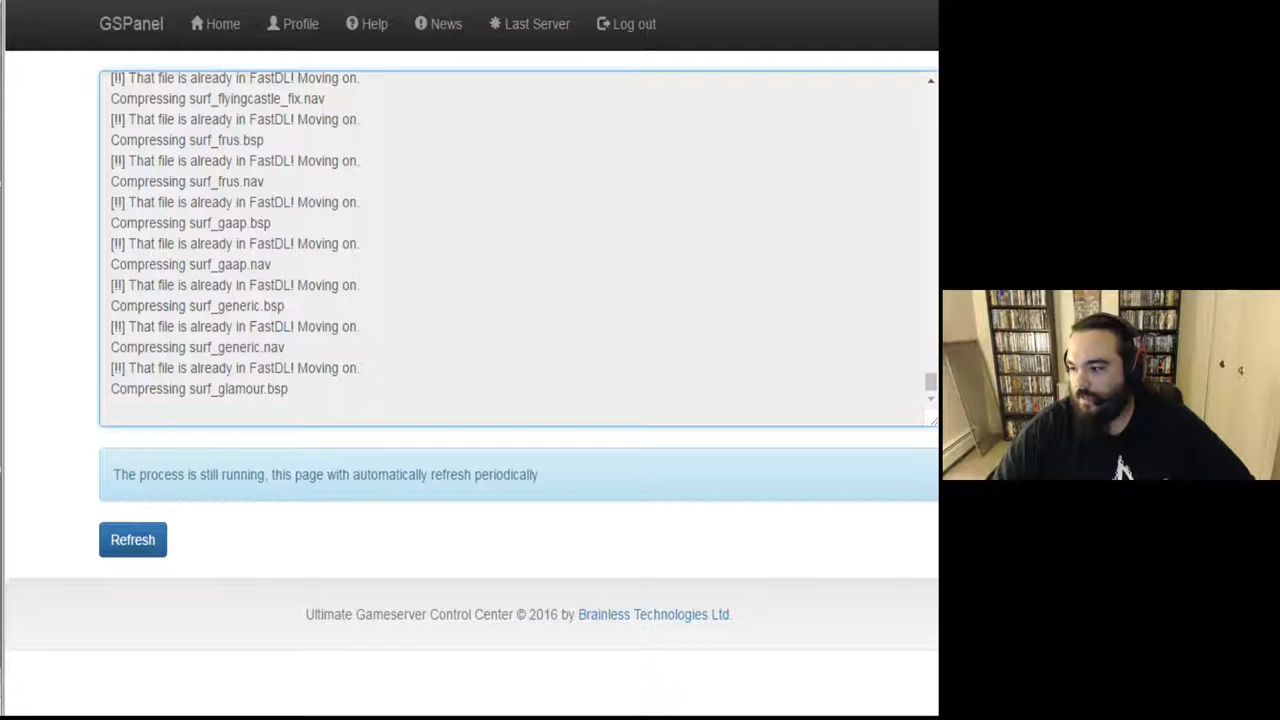 GSPanel Home Profile Help News Last Server Log out
[!!] That file is already in FastDL! Moving on.
Compressing surf_flyingcastle_fix.nav
[!!] That file is already in FastDL! Moving on.
Compressing surf_frus.bsp
[!!] That file is already in FastDL! Moving on.
Compressing surf_frus.nav
[!!] That file is already in FastDL! Moving on.
Compressing surf_gaap.bsp
[!!] That file is already in FastDL! Moving on.
Compressing surf_gaap.nav
[!!] That file is already in FastDL! Moving on.
Compressing surf_generic.bsp
[!!] That file is already in FastDL! Moving on.
Compressing surf_generic.nav
[!!] That file is already in FastDL! Moving on.
Compressing surf_glamour.bsp
The process is still running, this page with automatically refresh periodically
Refresh
Ultimate Gameserver Control Center © 2016 by Brainless Technologies Ltd.